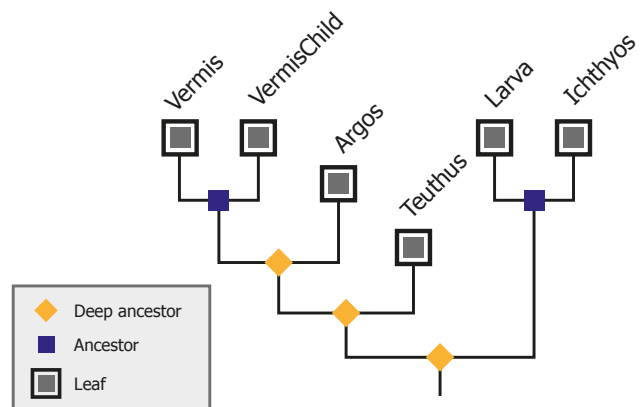 Vermis
VermisChild
Argos
Teuthus
Larva
Ichthyos
Deep ancestor
Ancestor
Leaf